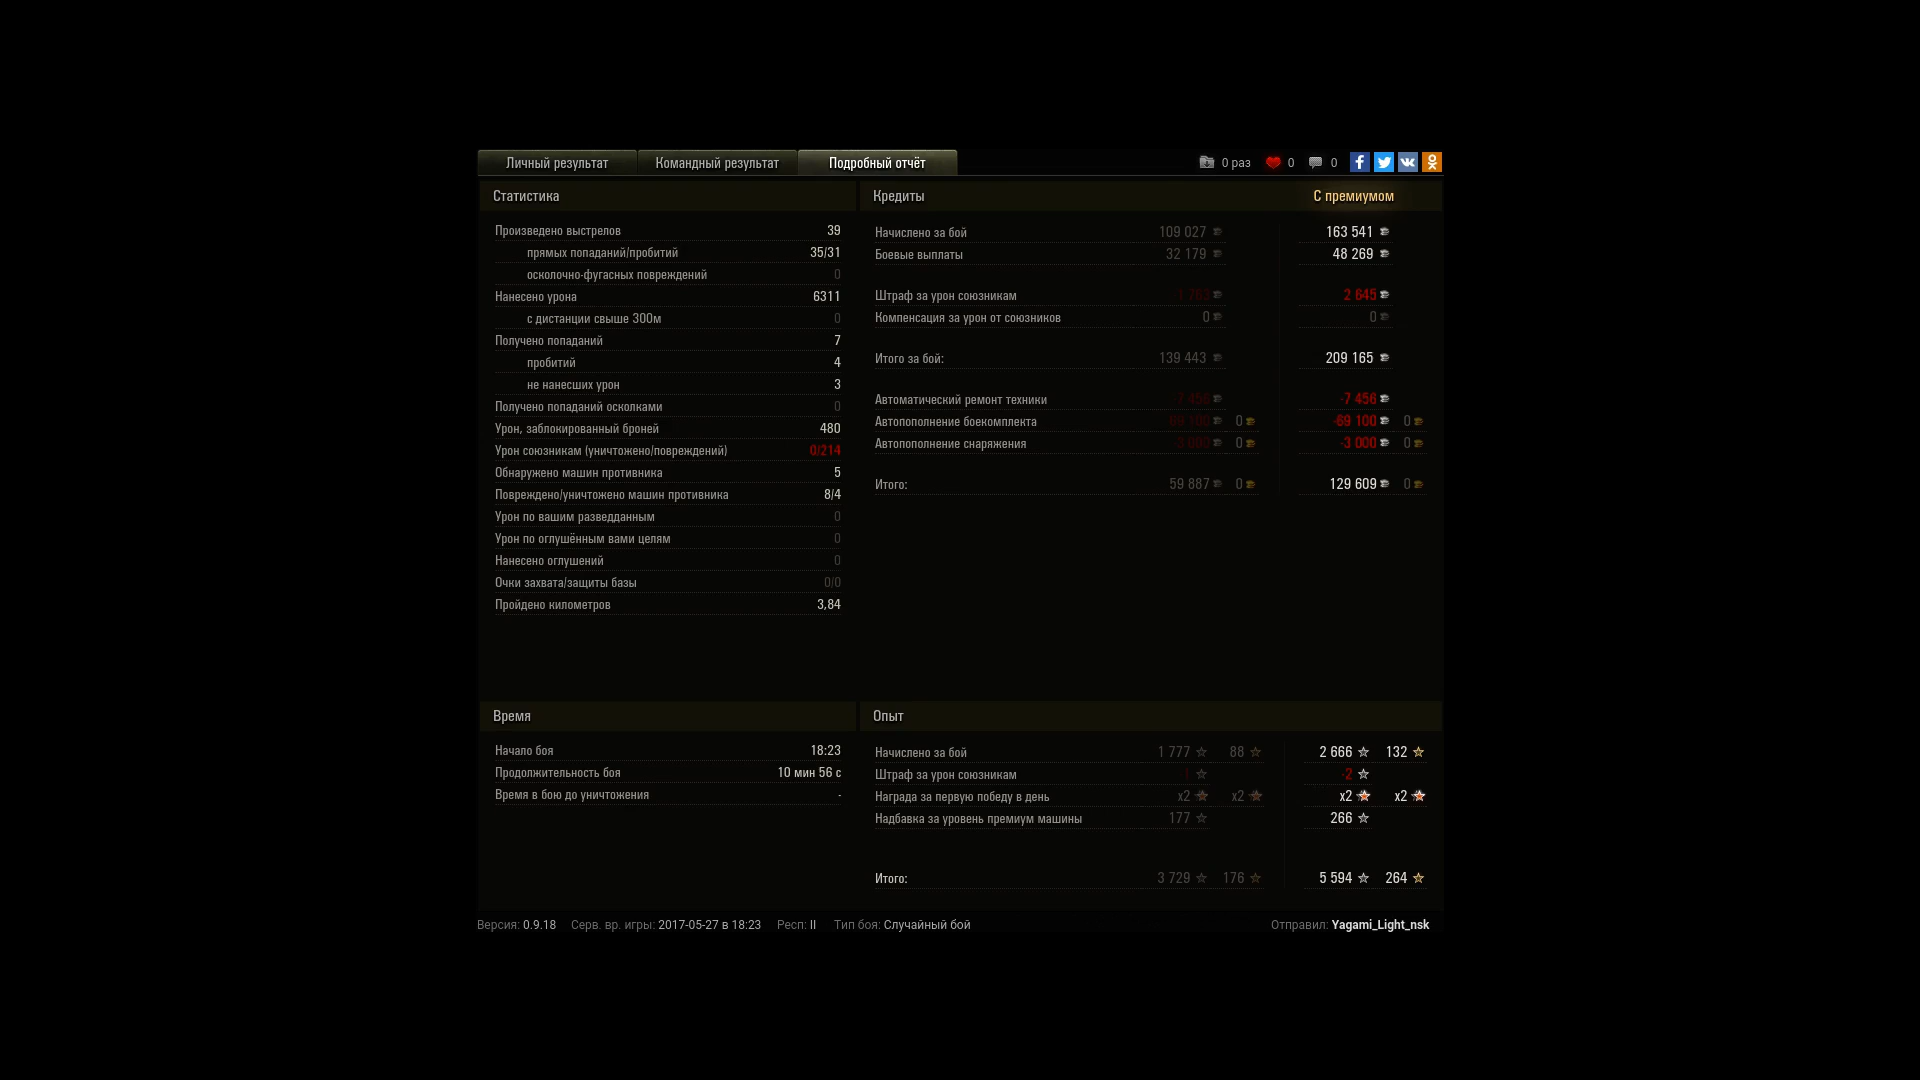 Личный результат Командный результат Подробный отчёт 0 раз 0 0
Статистика
Произведено выстрелов 39
прямых попаданий/пробитий 35/31
осколочно-фугасных повреждений 0
Нанесено урона 6311
с дистанции свыше 300м 0
Получено попаданий 7
пробитий 4
не нанесших урон 3
Получено попаданий осколками 0
Урон, заблокированный броней 480
Урон союзникам (уничтожено/повреждений) 0/214
Обнаружено машин противника 5
Повреждено/уничтожено машин противника 8/4
Урон по вашим разведданным 0
Урон по оглушённым вами целям 0
Нанесено оглушений 0
Очки захвата/защиты базы 0/0
Пройдено километров 3,84
Кредиты С премиумом
Начислено за бой 109 027 163 541
Боевые выплаты 32 179 48 269
Штраф за урон союзникам 1 763 2 645
Компенсация за урон от союзников 0 0
Итого за бой: 139 443 209 165
Автоматический ремонт техники -7 456 -7 456
Автопополнение боекомплекта -69 100 0 -69 100 0
Автопополнение снаряжения -3 000 0 -3 000 0
Итого: 59 887 0 129 609 0
Время
Начало боя 18:23
Продолжительность боя 10 мин 56 с
Время в бою до уничтожения -
Опыт
Начислено за бой 1 777 88 2 666 132
Штраф за урон союзникам -2
Награда за первую победу в день x2 x2 x2 x2
Надбавка за уровень премиум машины 177 266
Итого: 3 729 176 5 594 264
Версия: 0.9.18 Серв. вр. игры: 2017-05-27 в 18:23 Респ: II Тип боя: Случайный бой Отправил: Yagami_Light_nsk